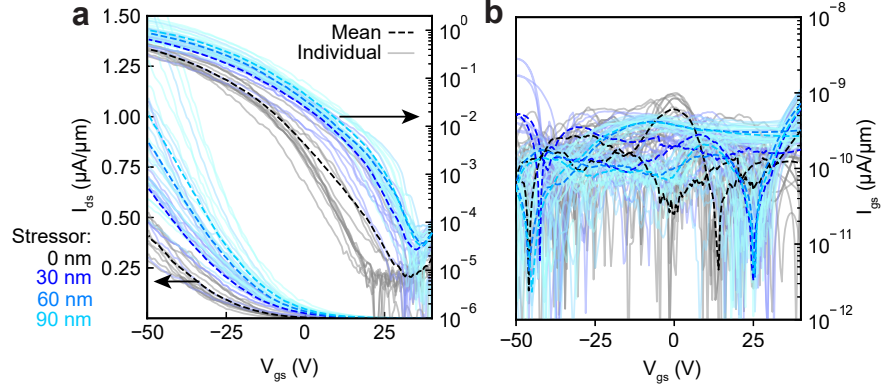 a
b
1.50
1.25
1.00
0.75
0.50
0.25
I_ds (μA/μm)
Stressor:
0 nm
30 nm
60 nm
90 nm
Mean
Individual
10^0
10^−1
10^−2
10^−3
10^−4
10^−5
10^−6
−50 −25 0 25
V_gs (V)
10^−8
10^−9
10^−10
10^−11
10^−12
I_gs (μA/μm)
−50 −25 0 25
V_gs (V)